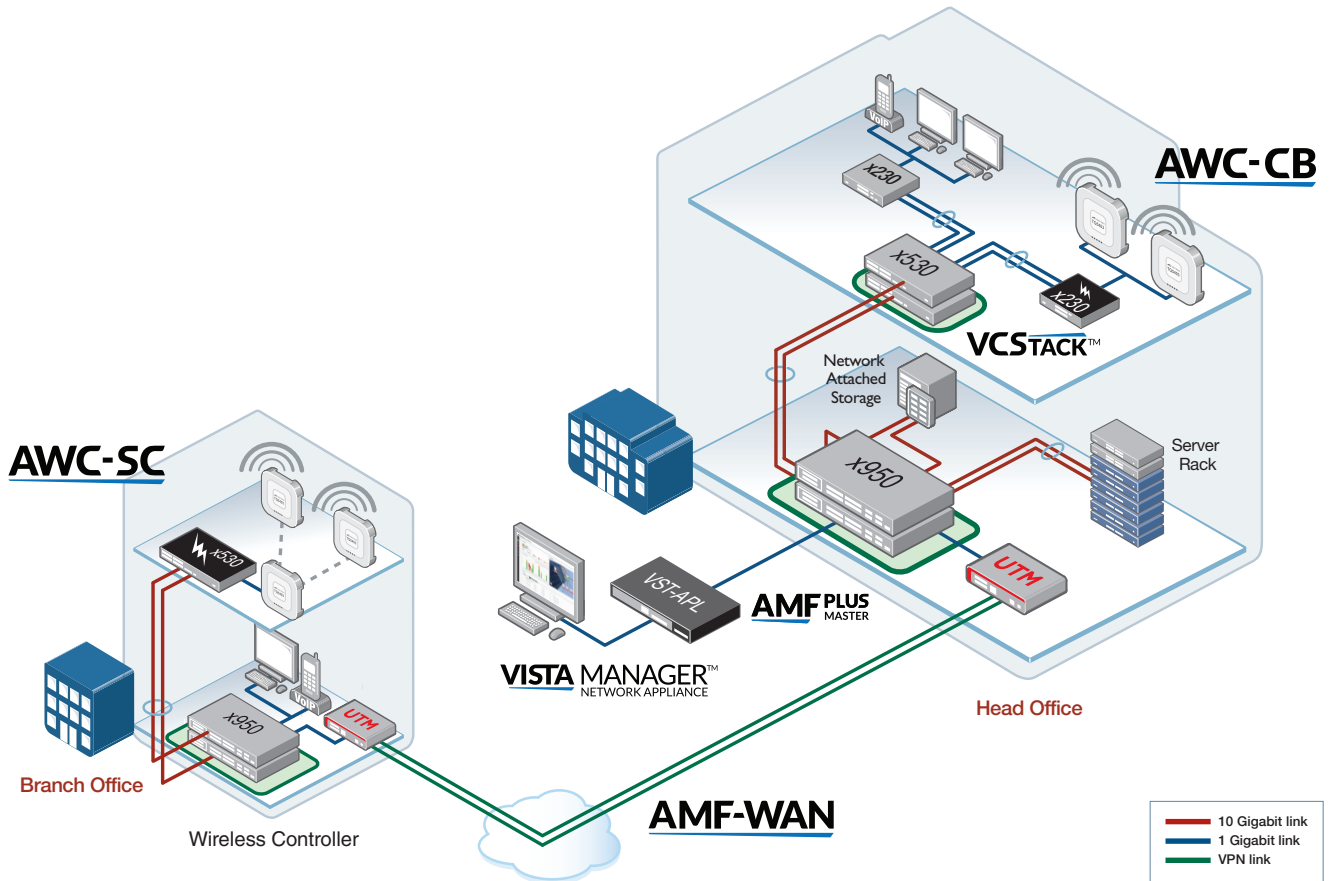 VoIP
x230
AWC-CB
x530
x230
VCSTACK™
Network
Attached
Storage
x950
Server
Rack
UTM
VST-APL
AMF PLUS
MASTER
VISTA MANAGER™
NETWORK APPLIANCE
Head Office
AWC-SC
x530
VoIP
x950
UTM
Branch Office
Wireless Controller
AMF-WAN
10 Gigabit link
1 Gigabit link
VPN link